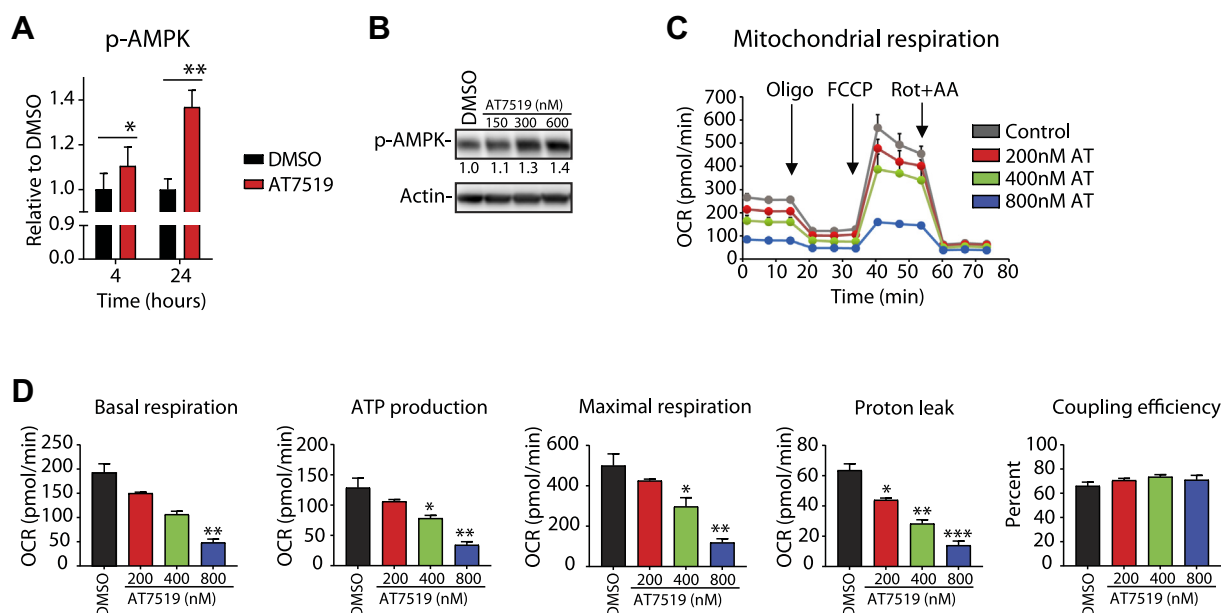 A
p-AMPK
Relative to DMSO
1.4
1.2
1.0
0.9
0.0
*
**
4
24
Time (hours)
DMSO
AT7519
B
DMSO
AT7519 (nM)
150 300 600
p-AMPK-
1.0 1.1 1.3 1.4
Actin-
C
Mitochondrial respiration
Oligo FCCP Rot+AA
OCR (pmol/min)
700
600
500
400
300
200
100
0
0 10 20 30 40 50 60 70 80
Time (min)
Control
200nM AT
400nM AT
800nM AT
D
Basal respiration
OCR (pmol/min)
250
200
150
100
50
0
**
DMSO
200 400 800
AT7519 (nM)
ATP production
OCR (pmol/min)
200
150
100
50
0
*
**
DMSO
200 400 800
AT7519 (nM)
Maximal respiration
OCR (pmol/min)
600
400
200
0
*
**
DMSO
200 400 800
AT7519 (nM)
Proton leak
OCR (pmol/min)
80
60
40
20
0
*
**
***
DMSO
200 400 800
AT7519 (nM)
Coupling efficiency
Percent
100
80
60
40
20
0
DMSO
200 400 800
AT7519 (nM)